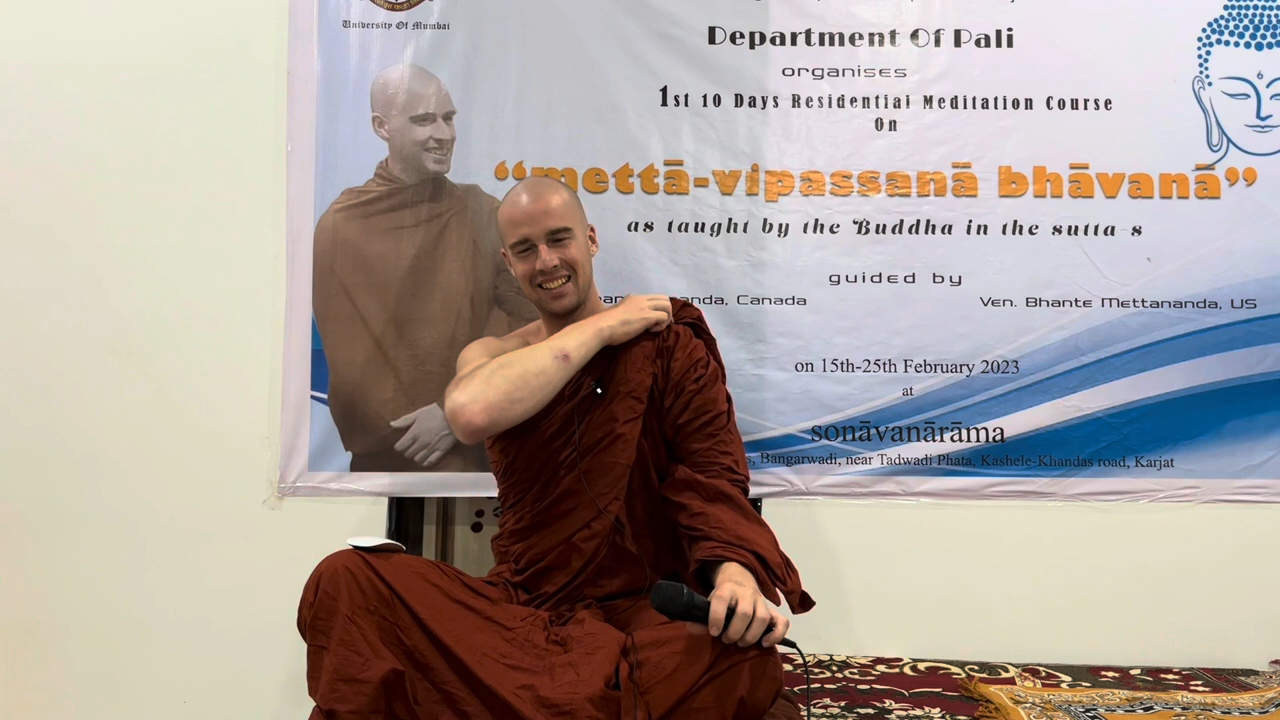 University Of Mumbai
Department Of Pali
organises
1st 10 Days Residential Meditation Course
On
“mettā-vipassanā bhāvanā”
as taught by the Buddha in the sutta-s
guided by
Canada
Ven. Bhante Mettananda, US
on 15th-25th February 2023
at
sonāvanārāma
Bangarwadi, near Tadwadi Phata, Kashele-Khandas road, Karjat